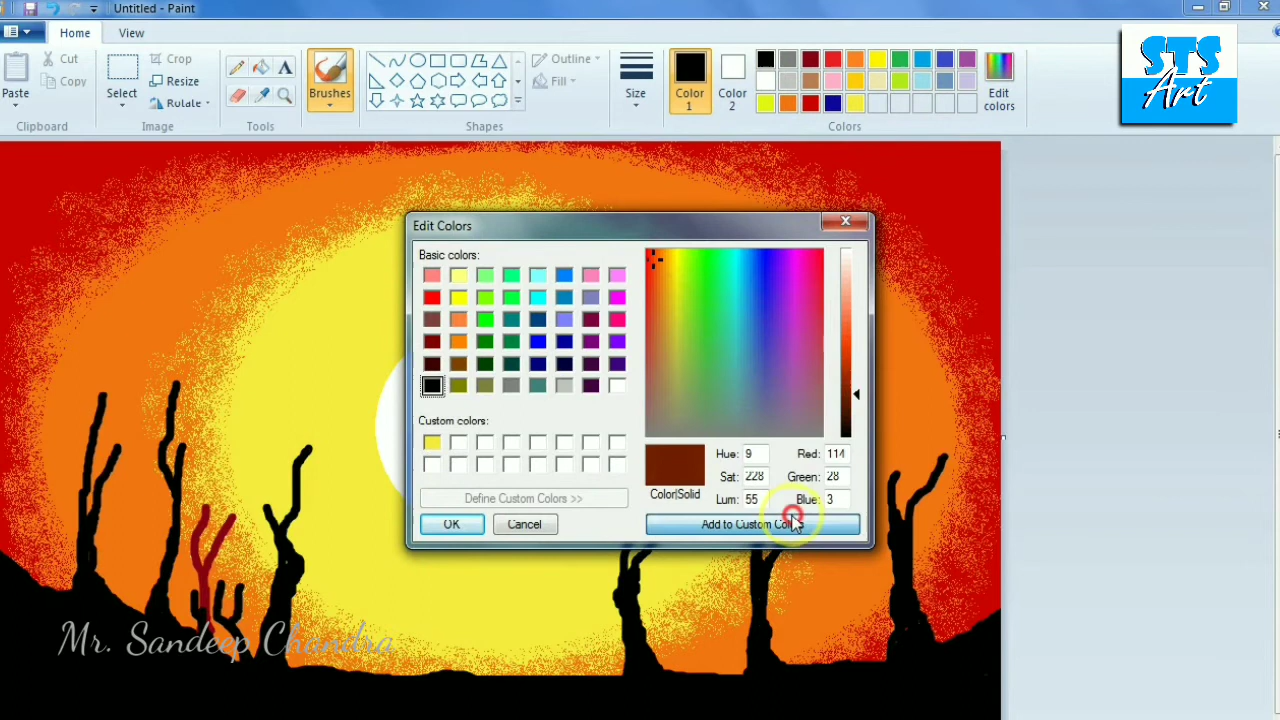 Untitled - Paint
Home View
Paste Cut Copy
Clipboard
Select Crop Resize Rotate
Image
Tools
Brushes
Shapes
Outline Fill
Size
Color 1 Color 2
Colors
Edit colors
STS Art
Edit Colors
Basic colors:
Custom colors:
Define Custom Colors >>
OK Cancel
Color|Solid
Hue: 9 Red: 114
Sat: 228 Green: 28
Lum: 55 Blue: 3
Add to Custom Colors
A
Mr. Sandeep Chandra